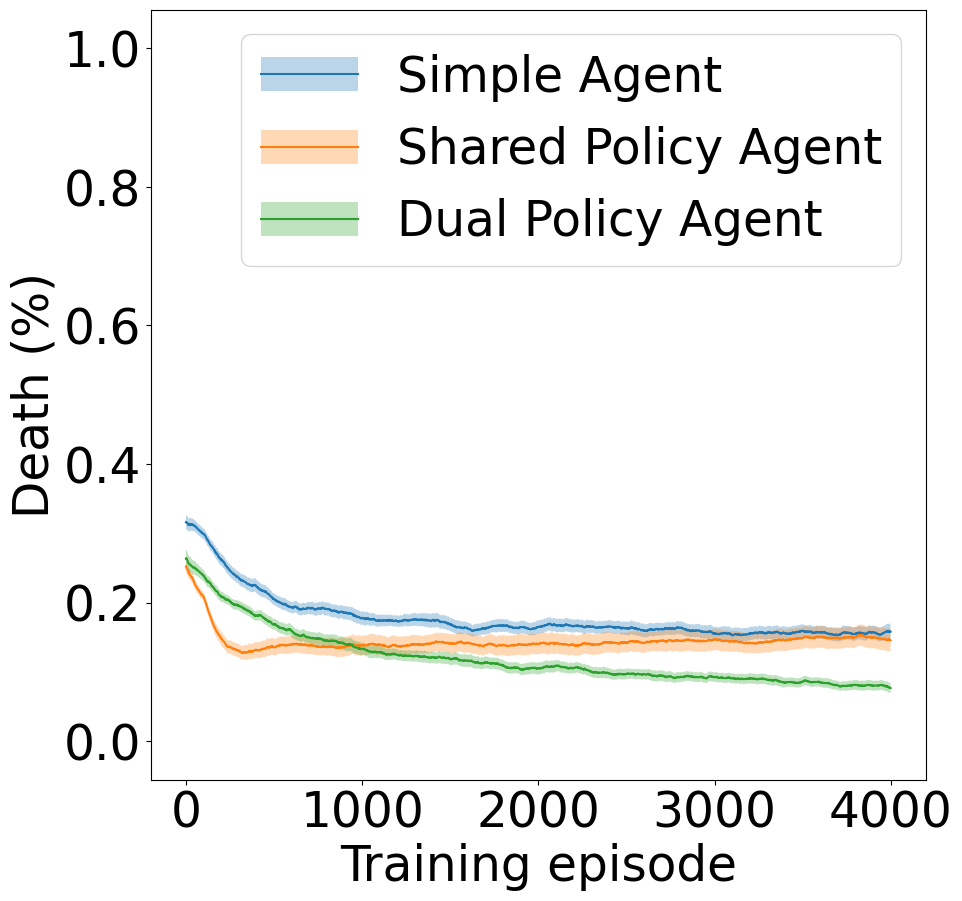 1.0
0.8
0.6
0.4
0.2
0.0
Death (%)
Simple Agent
Shared Policy Agent
Dual Policy Agent
0 1000 2000 3000 4000
Training episode